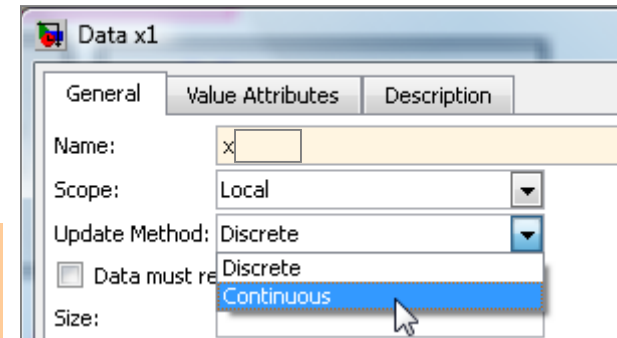 Data x1
General Value Attributes Description
Name: x
Scope: Local
Update Method: Discrete
Data must re Discrete
Continuous
Size: